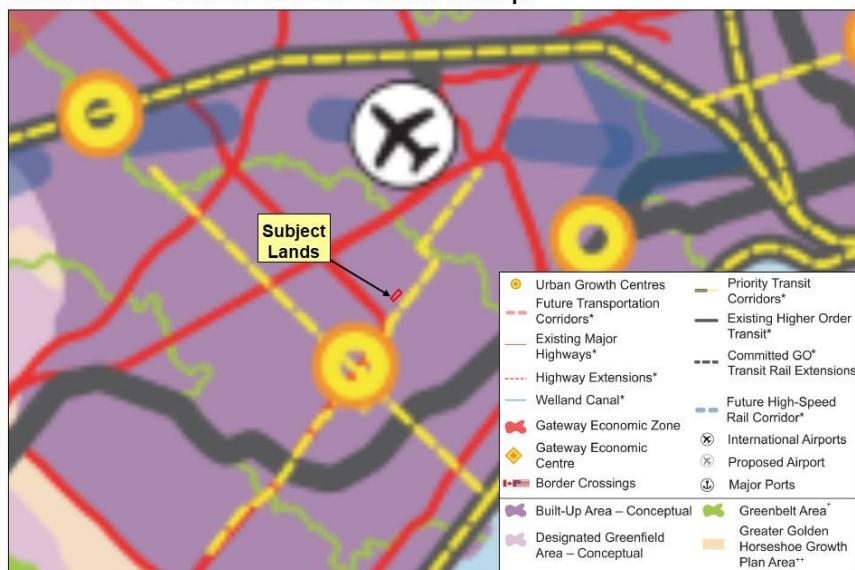 Subject
Lands
Urban Growth Centres
Future Transportation
Corridors*
Existing Major
Highways*
Highway Extensions*
Welland Canal*
Gateway Economic Zone
Gateway Economic
Centre
Border Crossings
Priority Transit
Corridors*
Existing Higher Order
Transit*
Committed GO*
Transit Rail Extensions
Future High-Speed
Rail Corridor*
International Airports
Proposed Airport
Major Ports
Built-Up Area – Conceptual
Designated Greenfield
Area – Conceptual
Greenbelt Area⁺
Greater Golden
Horseshoe Growth
Plan Area⁺⁺